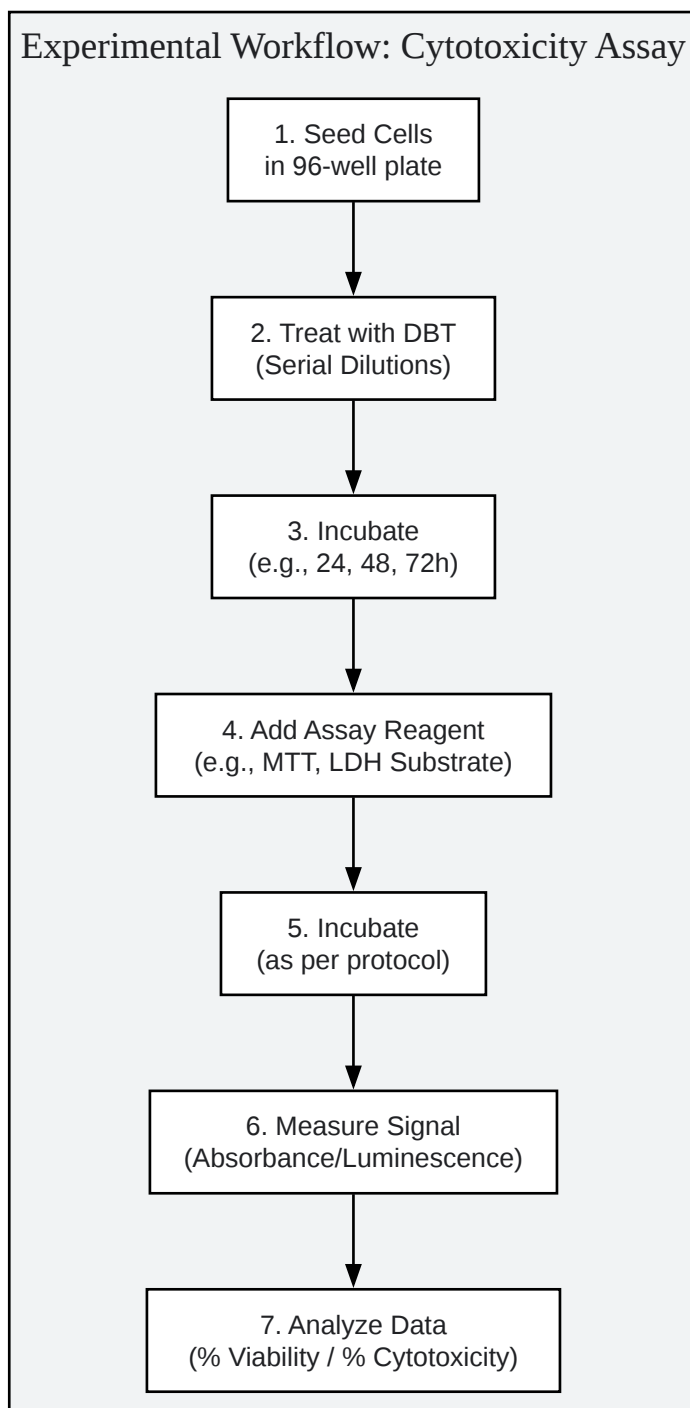 Experimental Workflow: Cytotoxicity Assay
1. Seed Cells
in 96-well plate
2. Treat with DBT
(Serial Dilutions)
3. Incubate
(e.g., 24, 48, 72h)
4. Add Assay Reagent
(e.g., MTT, LDH Substrate)
5. Incubate
(as per protocol)
6. Measure Signal
(Absorbance/Luminescence)
7. Analyze Data
(% Viability / % Cytotoxicity)